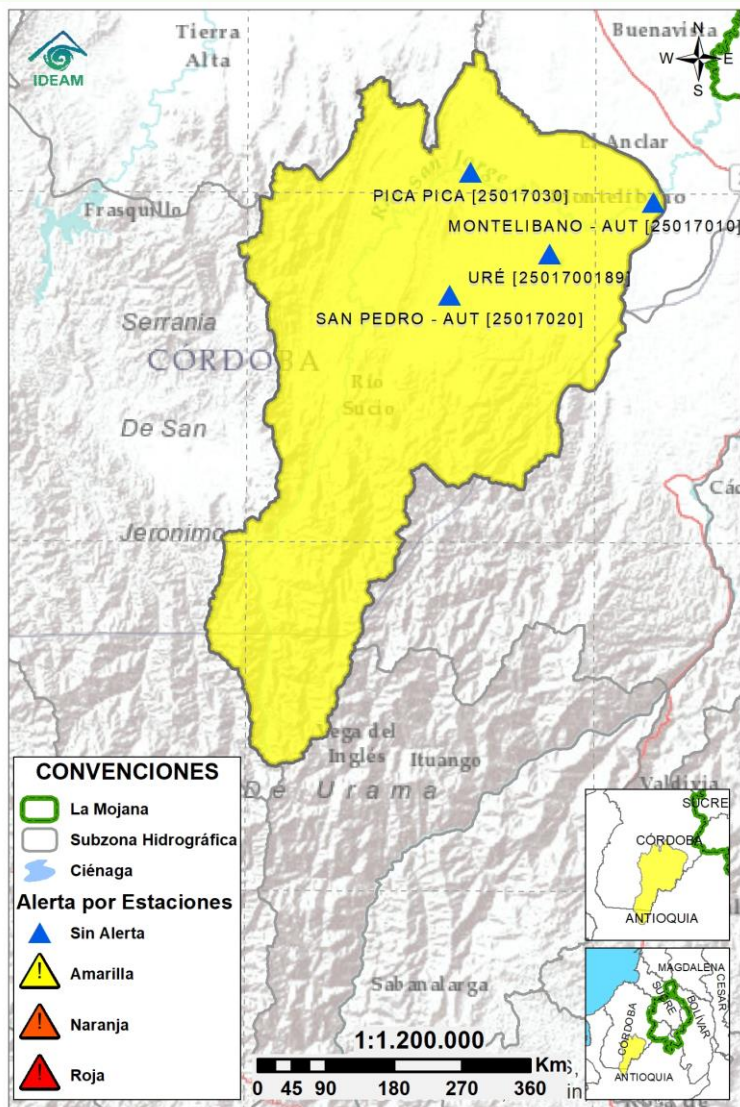 Tierra
Alta
Buenavista
IDEAM
N
W
E
S
El Anclar
PICA PICA [25017030]
Frasquillo
MONTELIBANO - AUT [25017010]
URÉ [2501700189]
SAN PEDRO - AUT [25017020]
Serrania
CÓRDOBA
Río
Sucio
De San
Các
Jeronimo
Vega del
Ingles
Ituango
De Urama
Valdivia
Sabanalarga
CONVENCIONES
La Mojana
Subzona Hidrográfica
Ciénaga
Alerta por Estaciones
Sin Alerta
Amarilla
Naranja
Roja
SUCRE
CÓRDOBA
ANTIOQUIA
MAGDALENA
CESAR
SUCRE
BOLÍVAR
CÓRDOBA
ANTIOQUIA
1:1.200.000
Km
0 45 90 180 270 360